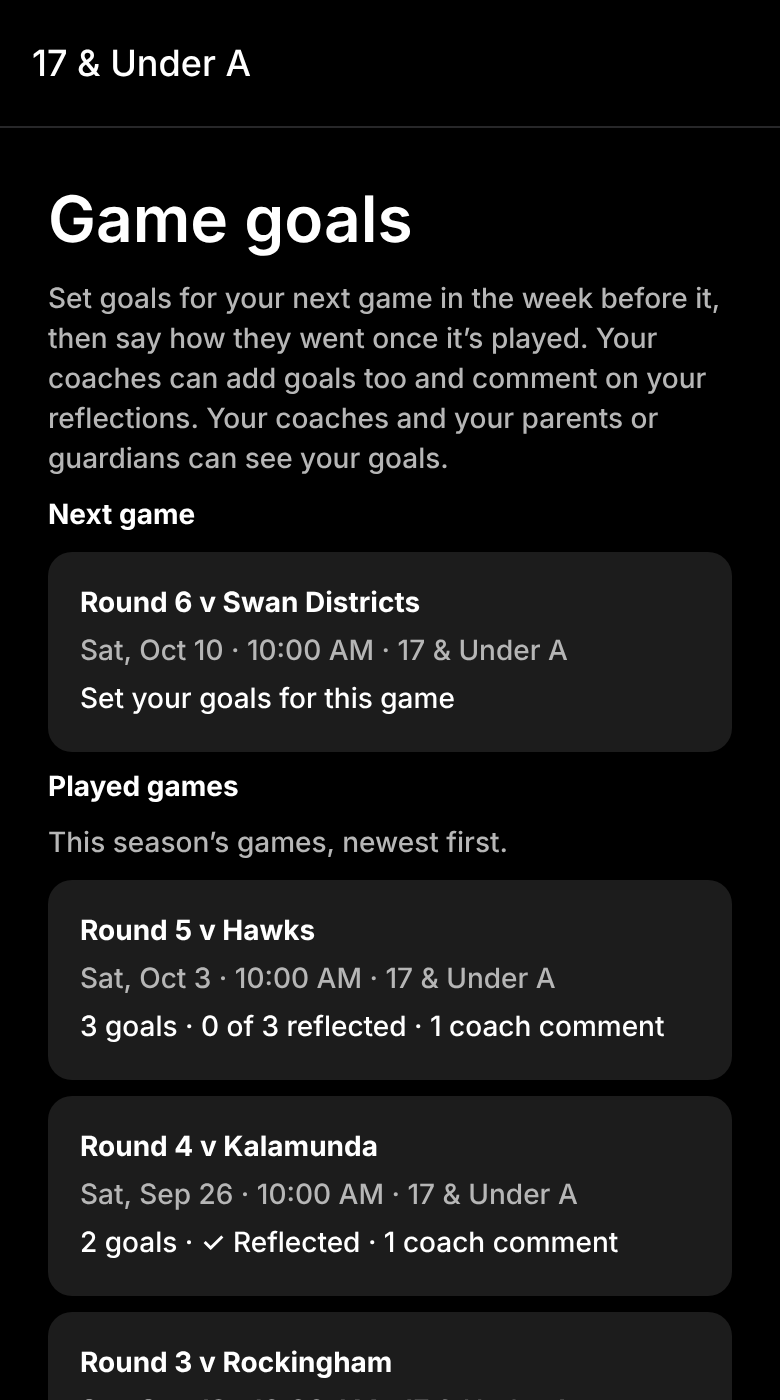 17 & Under A
Game goals
Set goals for your next game in the week before it,
then say how they went once it’s played. Your
coaches can add goals too and comment on your
reflections. Your coaches and your parents or
guardians can see your goals.
Next game
Round 6 v Swan Districts
Sat, Oct 10 · 10:00 AM · 17 & Under A
Set your goals for this game
Played games
This season’s games, newest first.
Round 5 v Hawks
Sat, Oct 3 · 10:00 AM · 17 & Under A
3 goals · 0 of 3 reflected · 1 coach comment
Round 4 v Kalamunda
Sat, Sep 26 · 10:00 AM · 17 & Under A
2 goals · ✓ Reflected · 1 coach comment
Round 3 v Rockingham